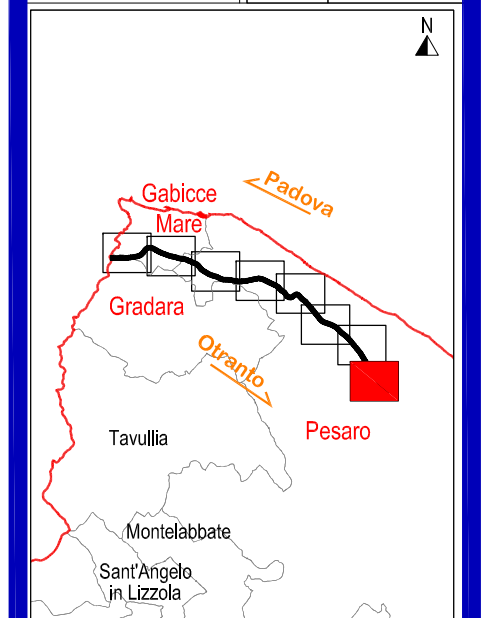 N
Padova
Gabicce
Mare
Gradara
Otranto
Pesaro
Tavullia
Montelabbate
Sant'Angelo
in Lizzola